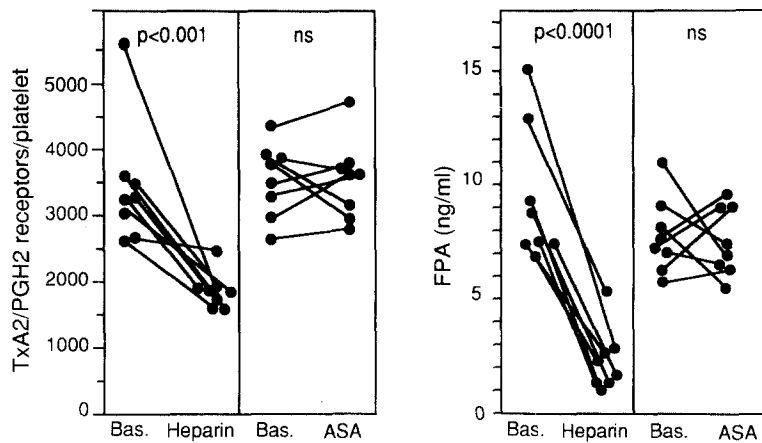 TxA2/PGH2 receptors/platelet
5000
4000
3000
2000
1000
0
p<0.001
ns
Bas. Heparin Bas. ASA
FPA (ng/ml)
15
10
5
0
p<0.0001
ns
Bas. Heparin Bas. ASA